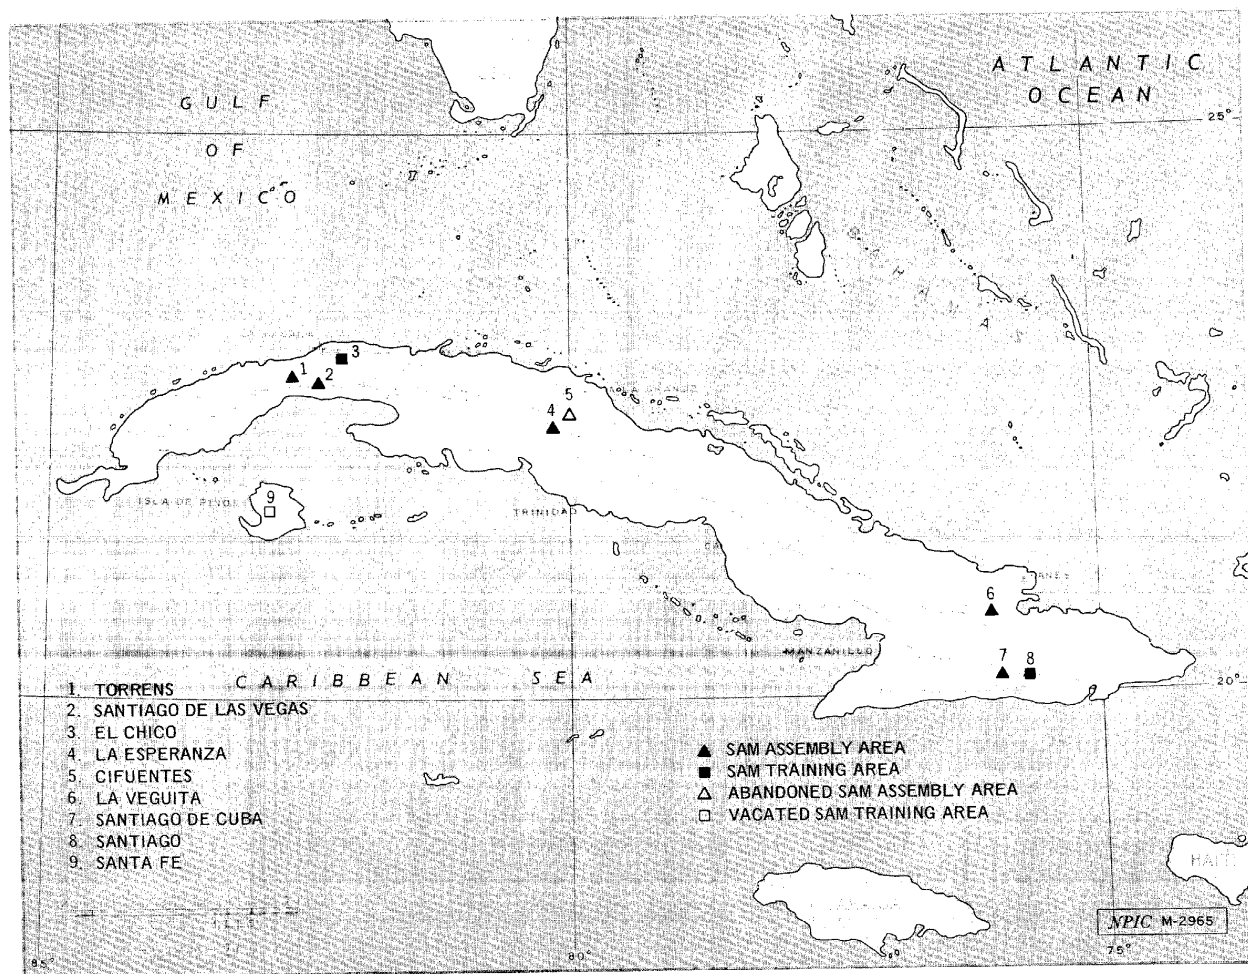 ATLANTIC
OCEAN
GULF
OF
MEXICO
25°
BAHAMAS
3
1
2
5
4
9
ISLA DE PINOS
TRINIDAD
6
7
8
MANZANILLO
20°
CARIBBEAN SEA
1. TORRENS
2. SANTIAGO DE LAS VEGAS
3. EL CHICO
4. LA ESPERANZA
5. CIFUENTES
6. LA VEGUITA
7. SANTIAGO DE CUBA
8. SANTIAGO
9. SANTA FE
▲ SAM ASSEMBLY AREA
■ SAM TRAINING AREA
△ ABANDONED SAM ASSEMBLY AREA
□ VACATED SAM TRAINING AREA
HAITI
NPIC M-2965
85°
80°
75°